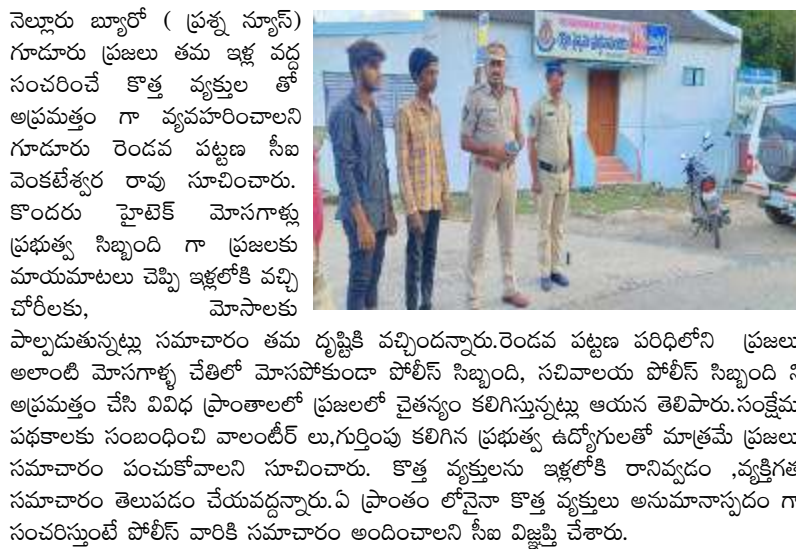 నెల్లూరు బ్యూరో ( ప్రశ్న న్యూస్)
గూడూరు ప్రజలు తమ ఇళ్ల వద్ద
సంచరించే కొత్త వ్యక్తుల తో
అప్రమత్తం గా వ్యవహరించాలని
గూడూరు రెండవ పట్టణ సీఐ
వెంకటేశ్వర రావు సూచించారు.
కొందరు హైటెక్ మోసగాళ్లు
ప్రభుత్వ సిబ్బంది గా ప్రజలకు
మాయమాటలు చెప్పి ఇళ్లలోకి వచ్చి
చోరీలకు, మోసాలకు
పాల్పడుతున్నట్లు సమాచారం తమ దృష్టికి వచ్చిందన్నారు.రెండవ పట్టణ పరిధిలోని ప్రజలు
అలాంటి మోసగాళ్ళ చేతిలో మోసపోకుండా పోలీస్ సిబ్బంది, సచివాలయ పోలీస్ సిబ్బంది ని
అప్రమత్తం చేసి వివిధ ప్రాంతాలలో ప్రజలలో చైతన్యం కలిగిస్తున్నట్లు ఆయన తెలిపారు.సంక్షేమ
పథకాలకు సంబంధించి వాలంటీర్ లు,గుర్తింపు కలిగిన ప్రభుత్వ ఉద్యోగులతో మాత్రమే ప్రజలు
సమాచారం పంచుకోవాలని సూచించారు. కొత్త వ్యక్తులను ఇళ్లలోకి రానివ్వడం ,వ్యక్తిగత
సమాచారం తెలుపడం చేయవద్దన్నారు.ఏ ప్రాంతం లోనైనా కొత్త వ్యక్తులు అనుమానాస్పదం గా
సంచరిస్తుంటే పోలీస్ వారికి సమాచారం అందించాలని సీఐ విజ్ఞప్తి చేశారు.